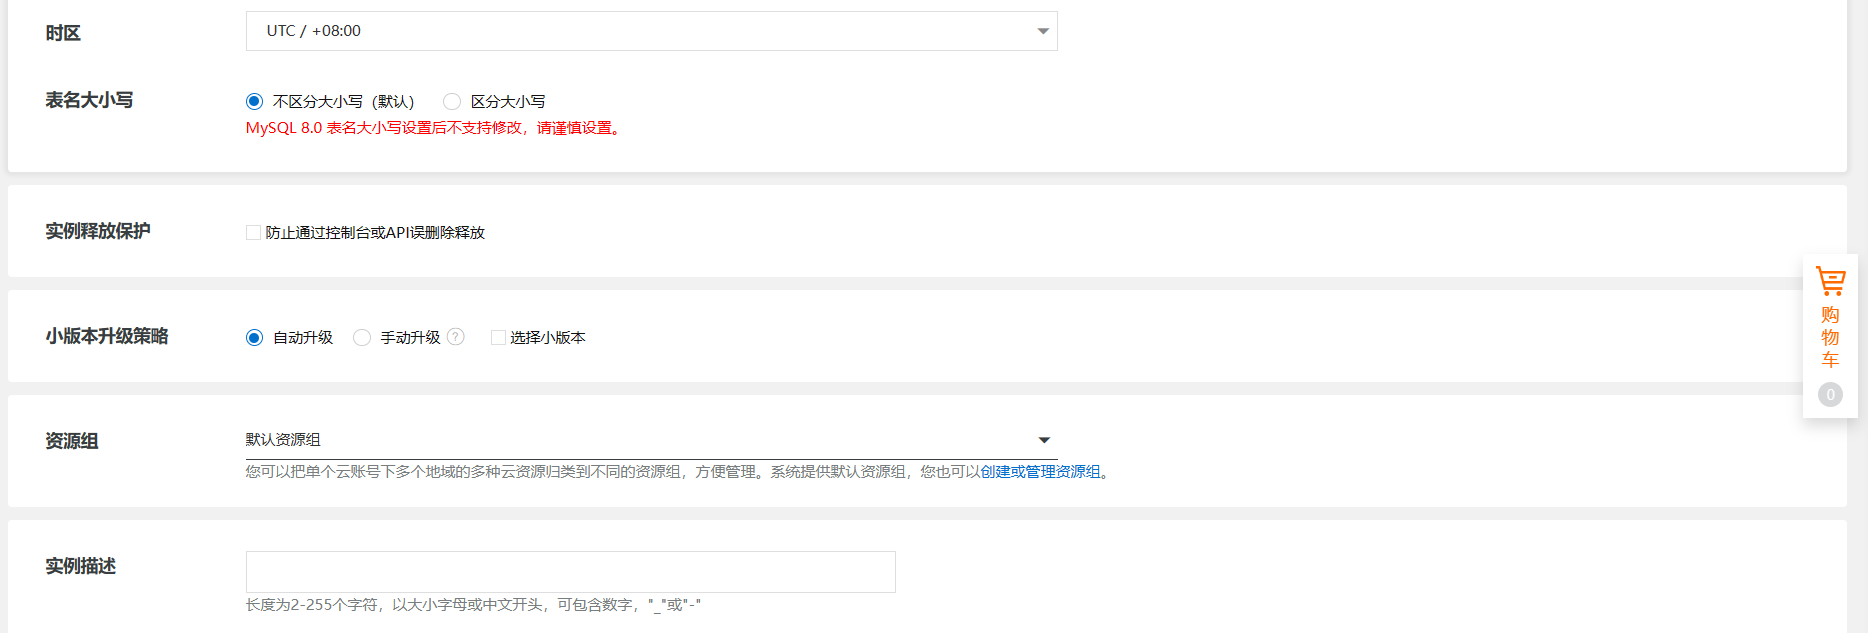 时区
UTC / +08:00
表名大小写
不区分大小写（默认） 区分大小写
MySQL 8.0 表名大小写设置后不支持修改，请谨慎设置。
实例释放保护
防止通过控制台或API误删除释放
小版本升级策略
自动升级 手动升级 ? 选择小版本
资源组
默认资源组
您可以把单个云账号下多个地域的多种云资源归类到不同的资源组，方便管理。系统提供默认资源组，您也可以创建或管理资源组。
实例描述
长度为2-255个字符，以大小字母或中文开头，可包含数字，"_"或"-"
购
物
车
0